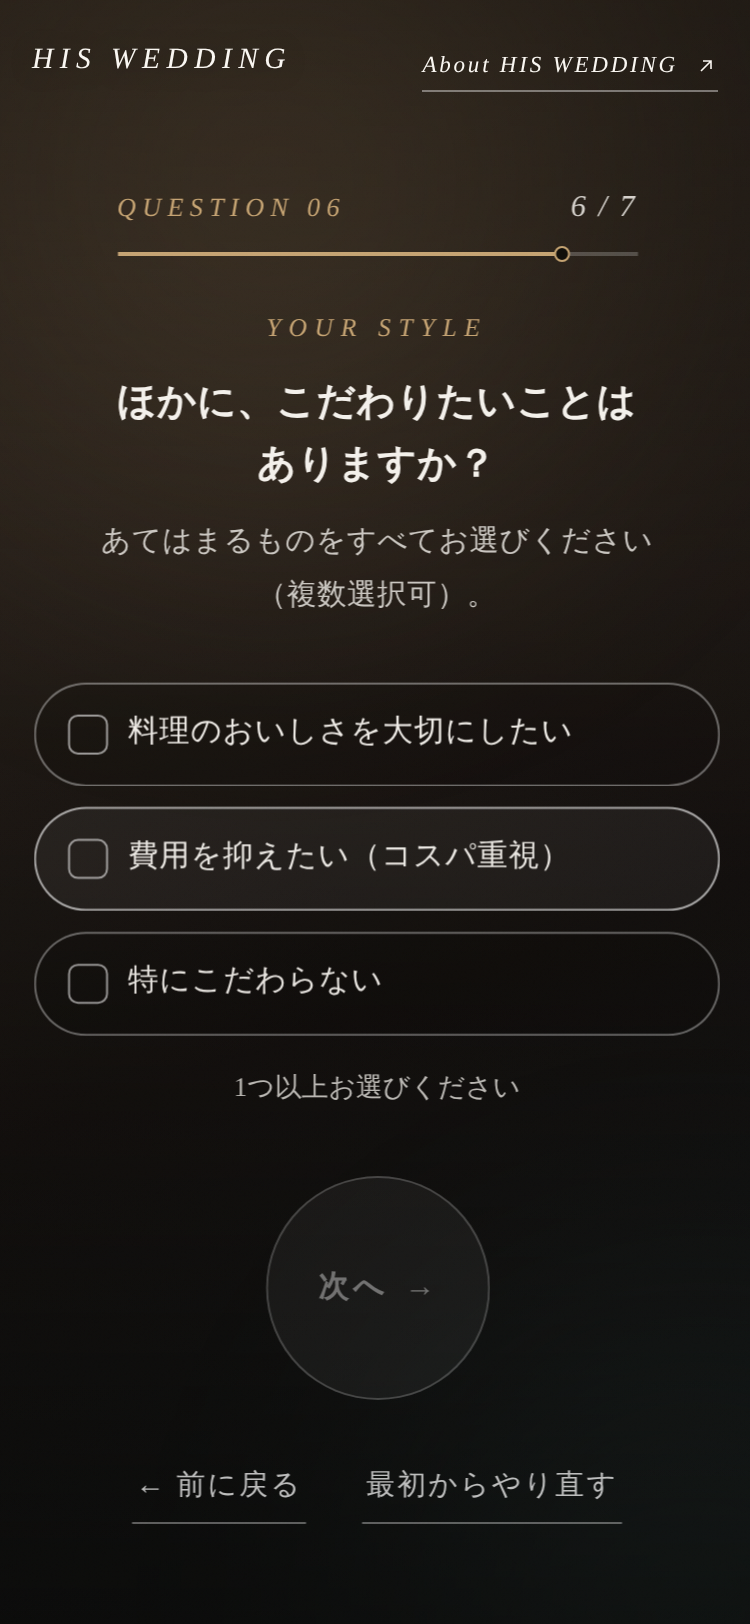 HIS WEDDING
About HIS WEDDING ↗
QUESTION 06
6 / 7
YOUR STYLE
ほかに、こだわりたいことは
ありますか？
あてはまるものをすべてお選びください
（複数選択可）。
料理のおいしさを大切にしたい
費用を抑えたい（コスパ重視）
特にこだわらない
1つ以上お選びください
次へ →
← 前に戻る
最初からやり直す